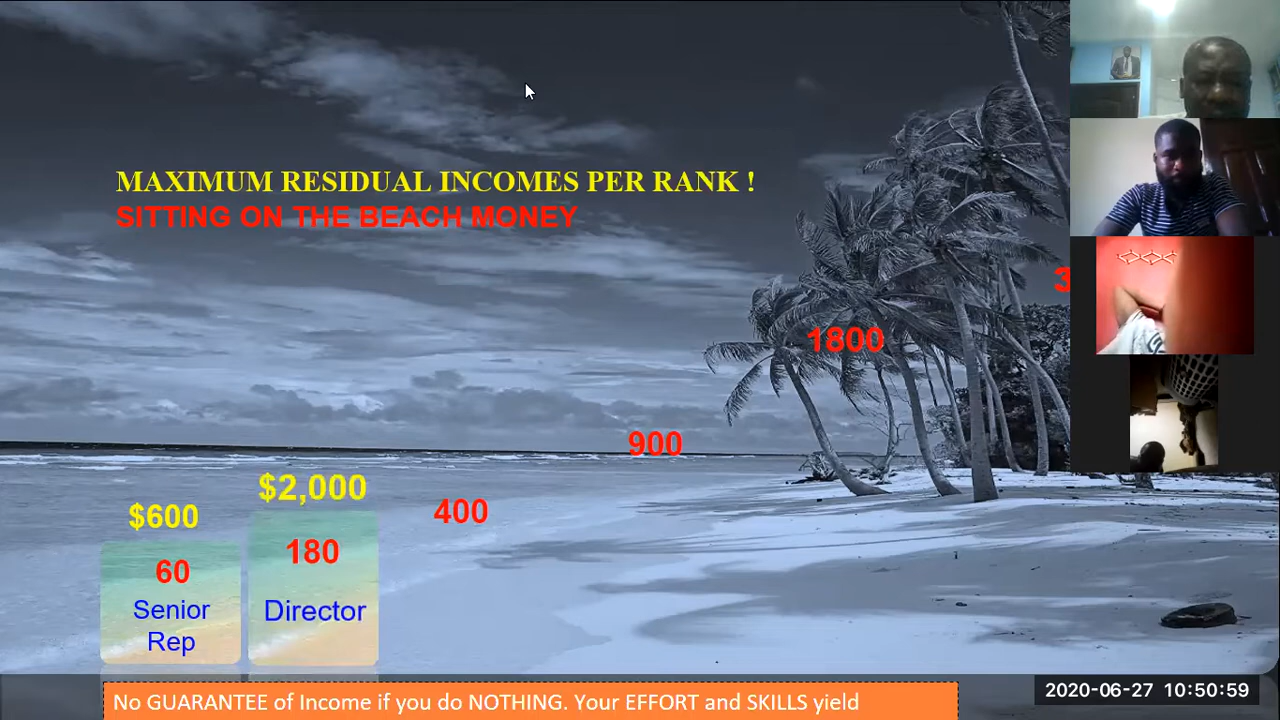 MAXIMUM RESIDUAL INCOMES PER RANK !
SITTING ON THE BEACH MONEY
3
1800
900
$2,000
400
$600
180
60
Director
Senior
Rep
No GUARANTEE of Income if you do NOTHING. Your EFFORT and SKILLS yield
2020-06-27 10:50:59